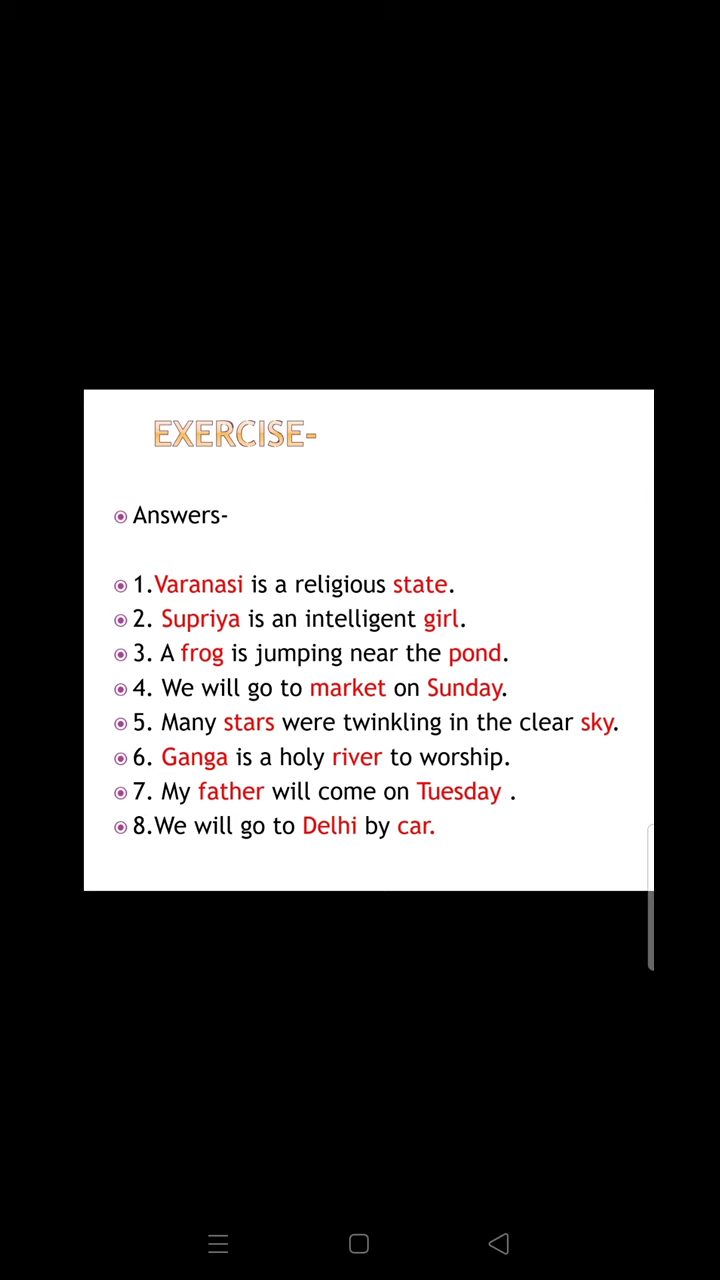 EXERCISE-
Answers-
1.Varanasi is a religious state.
2. Supriya is an intelligent girl.
3. A frog is jumping near the pond.
4. We will go to market on Sunday.
5. Many stars were twinkling in the clear sky.
6. Ganga is a holy river to worship.
7. My father will come on Tuesday .
8.We will go to Delhi by car.